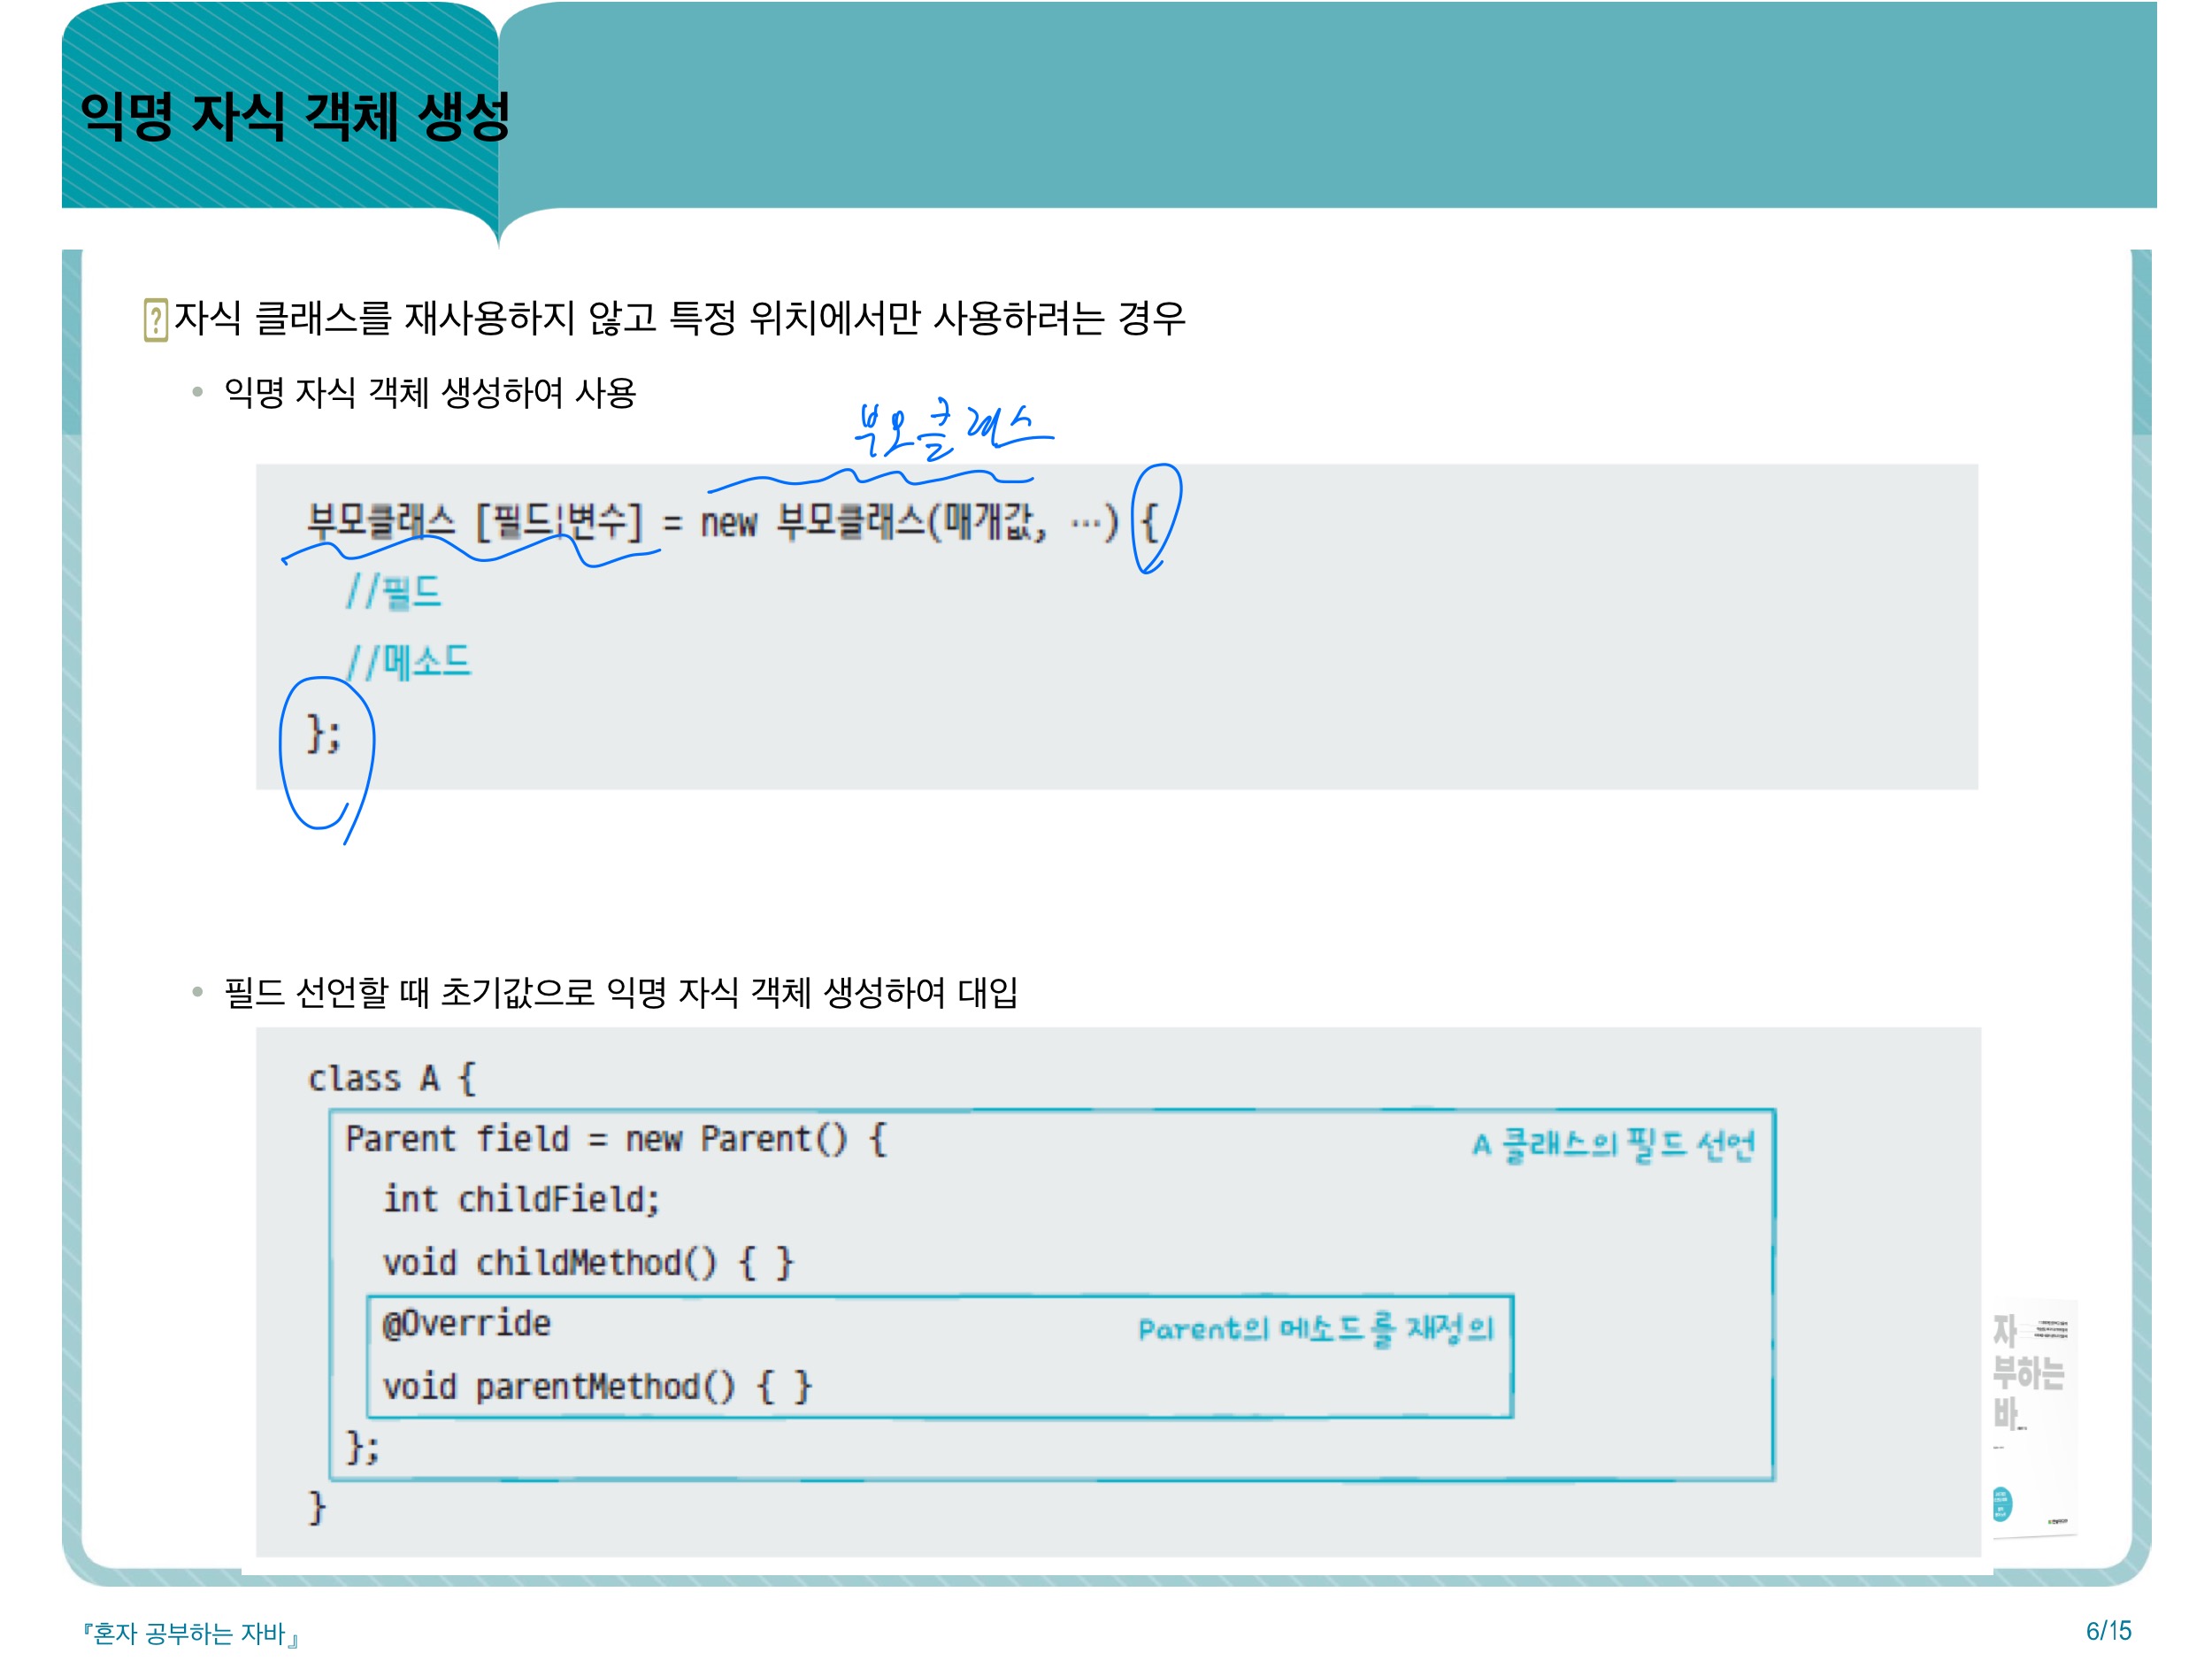 익명 자식 객체 생성
자식 클래스를 재사용하지 않고 특정 위치에서만 사용하려는 경우
• 익명 자식 객체 생성하여 사용
부모클래스
부모클래스 [필드|변수] = new 부모클래스(매개값, …) {
//필드
//메소드
};
• 필드 선언할 때 초기값으로 익명 자식 객체 생성하여 대입
class A {
Parent field = new Parent() {
A 클래스의 필드 선언
int childField;
void childMethod() { }
@Override
Parent의 메소드를 재정의
void parentMethod() { }
};
}
자
부하는
바
『혼자 공부하는 자바』
6/15